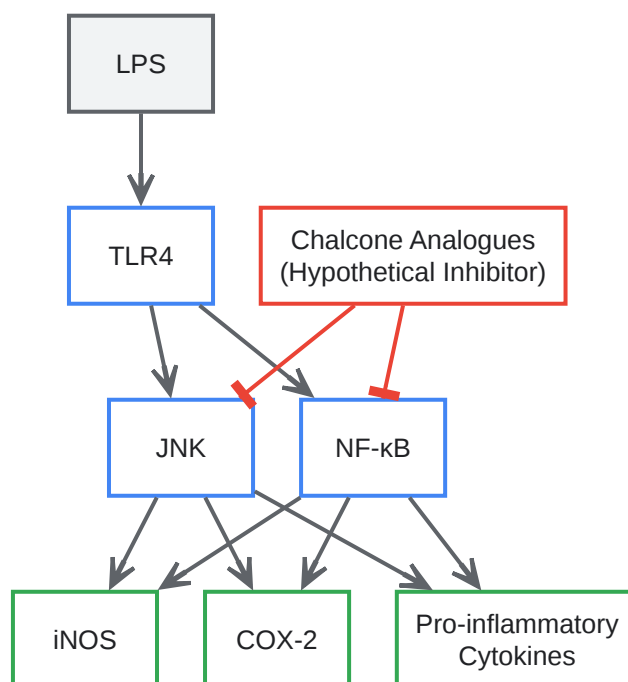 LPS
TLR4
Chalcone Analogues
(Hypothetical Inhibitor)
JNK
NF-κB
iNOS
COX-2
Pro-inflammatory
Cytokines